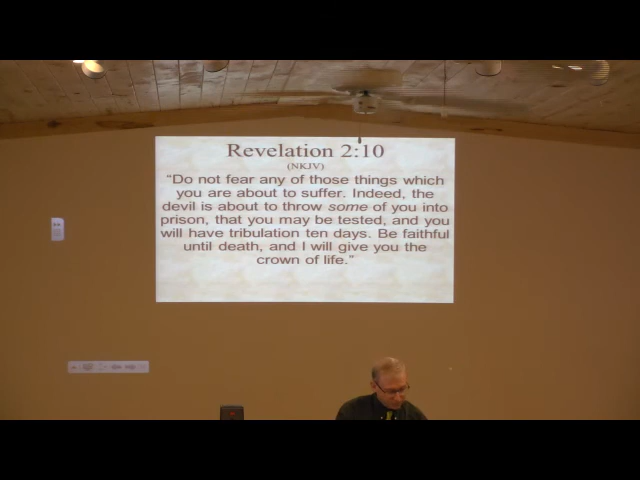 Revelation 2:10
(NKJV)
“Do not fear any of those things which
you are about to suffer. Indeed, the
devil is about to throw some of you into
prison, that you may be tested, and you
will have tribulation ten days. Be faithful
until death, and I will give you the
crown of life.”